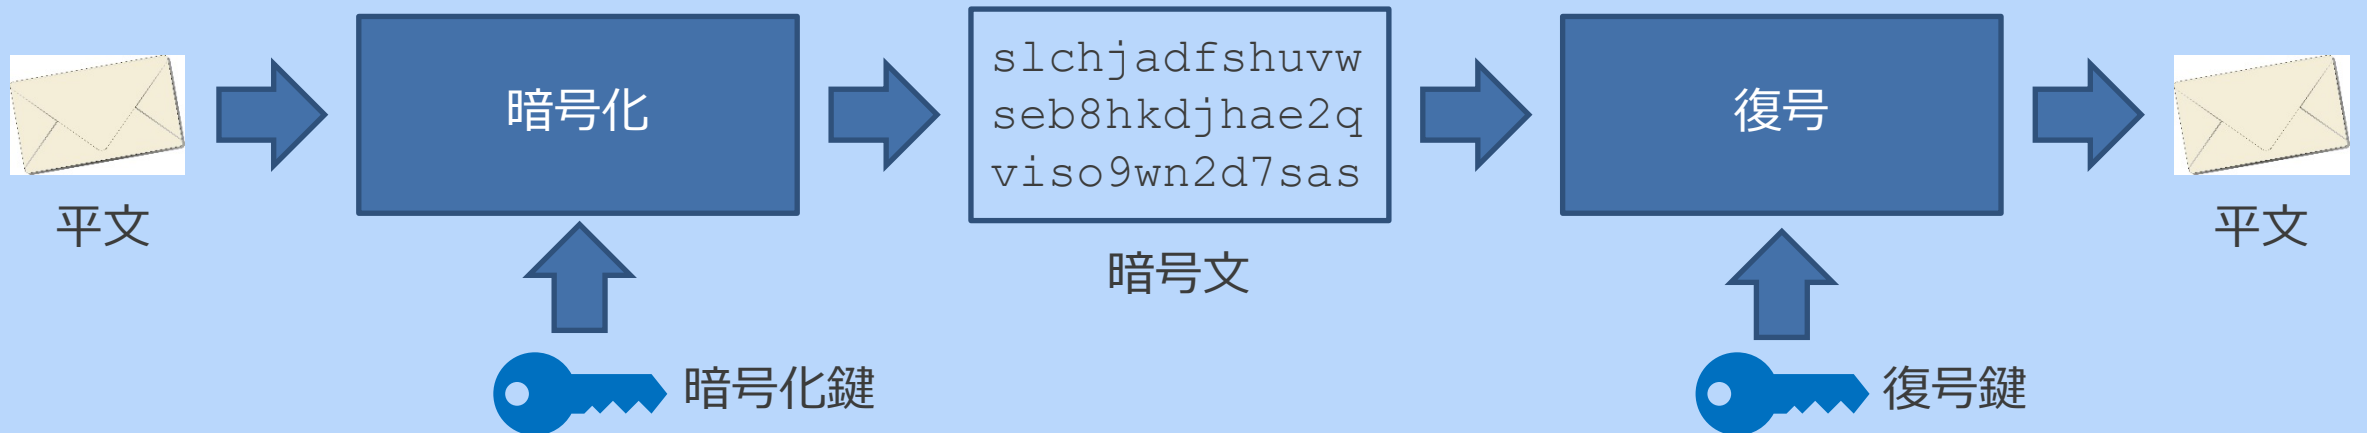 平文
暗号化
暗号化鍵
slchjadfshuvw
seb8hkdjhae2q
viso9wn2d7sas
暗号文
復号
復号鍵
平文